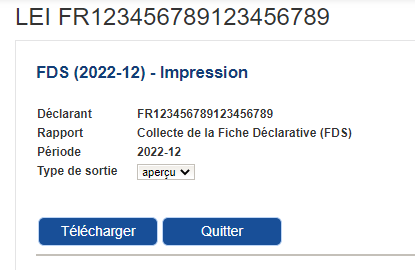 LEI FR123456789123456789
FDS (2022-12) - Impression
Déclarant FR123456789123456789
Rapport Collecte de la Fiche Déclarative (FDS)
Période 2022-12
Type de sortie aperçu
Télécharger Quitter